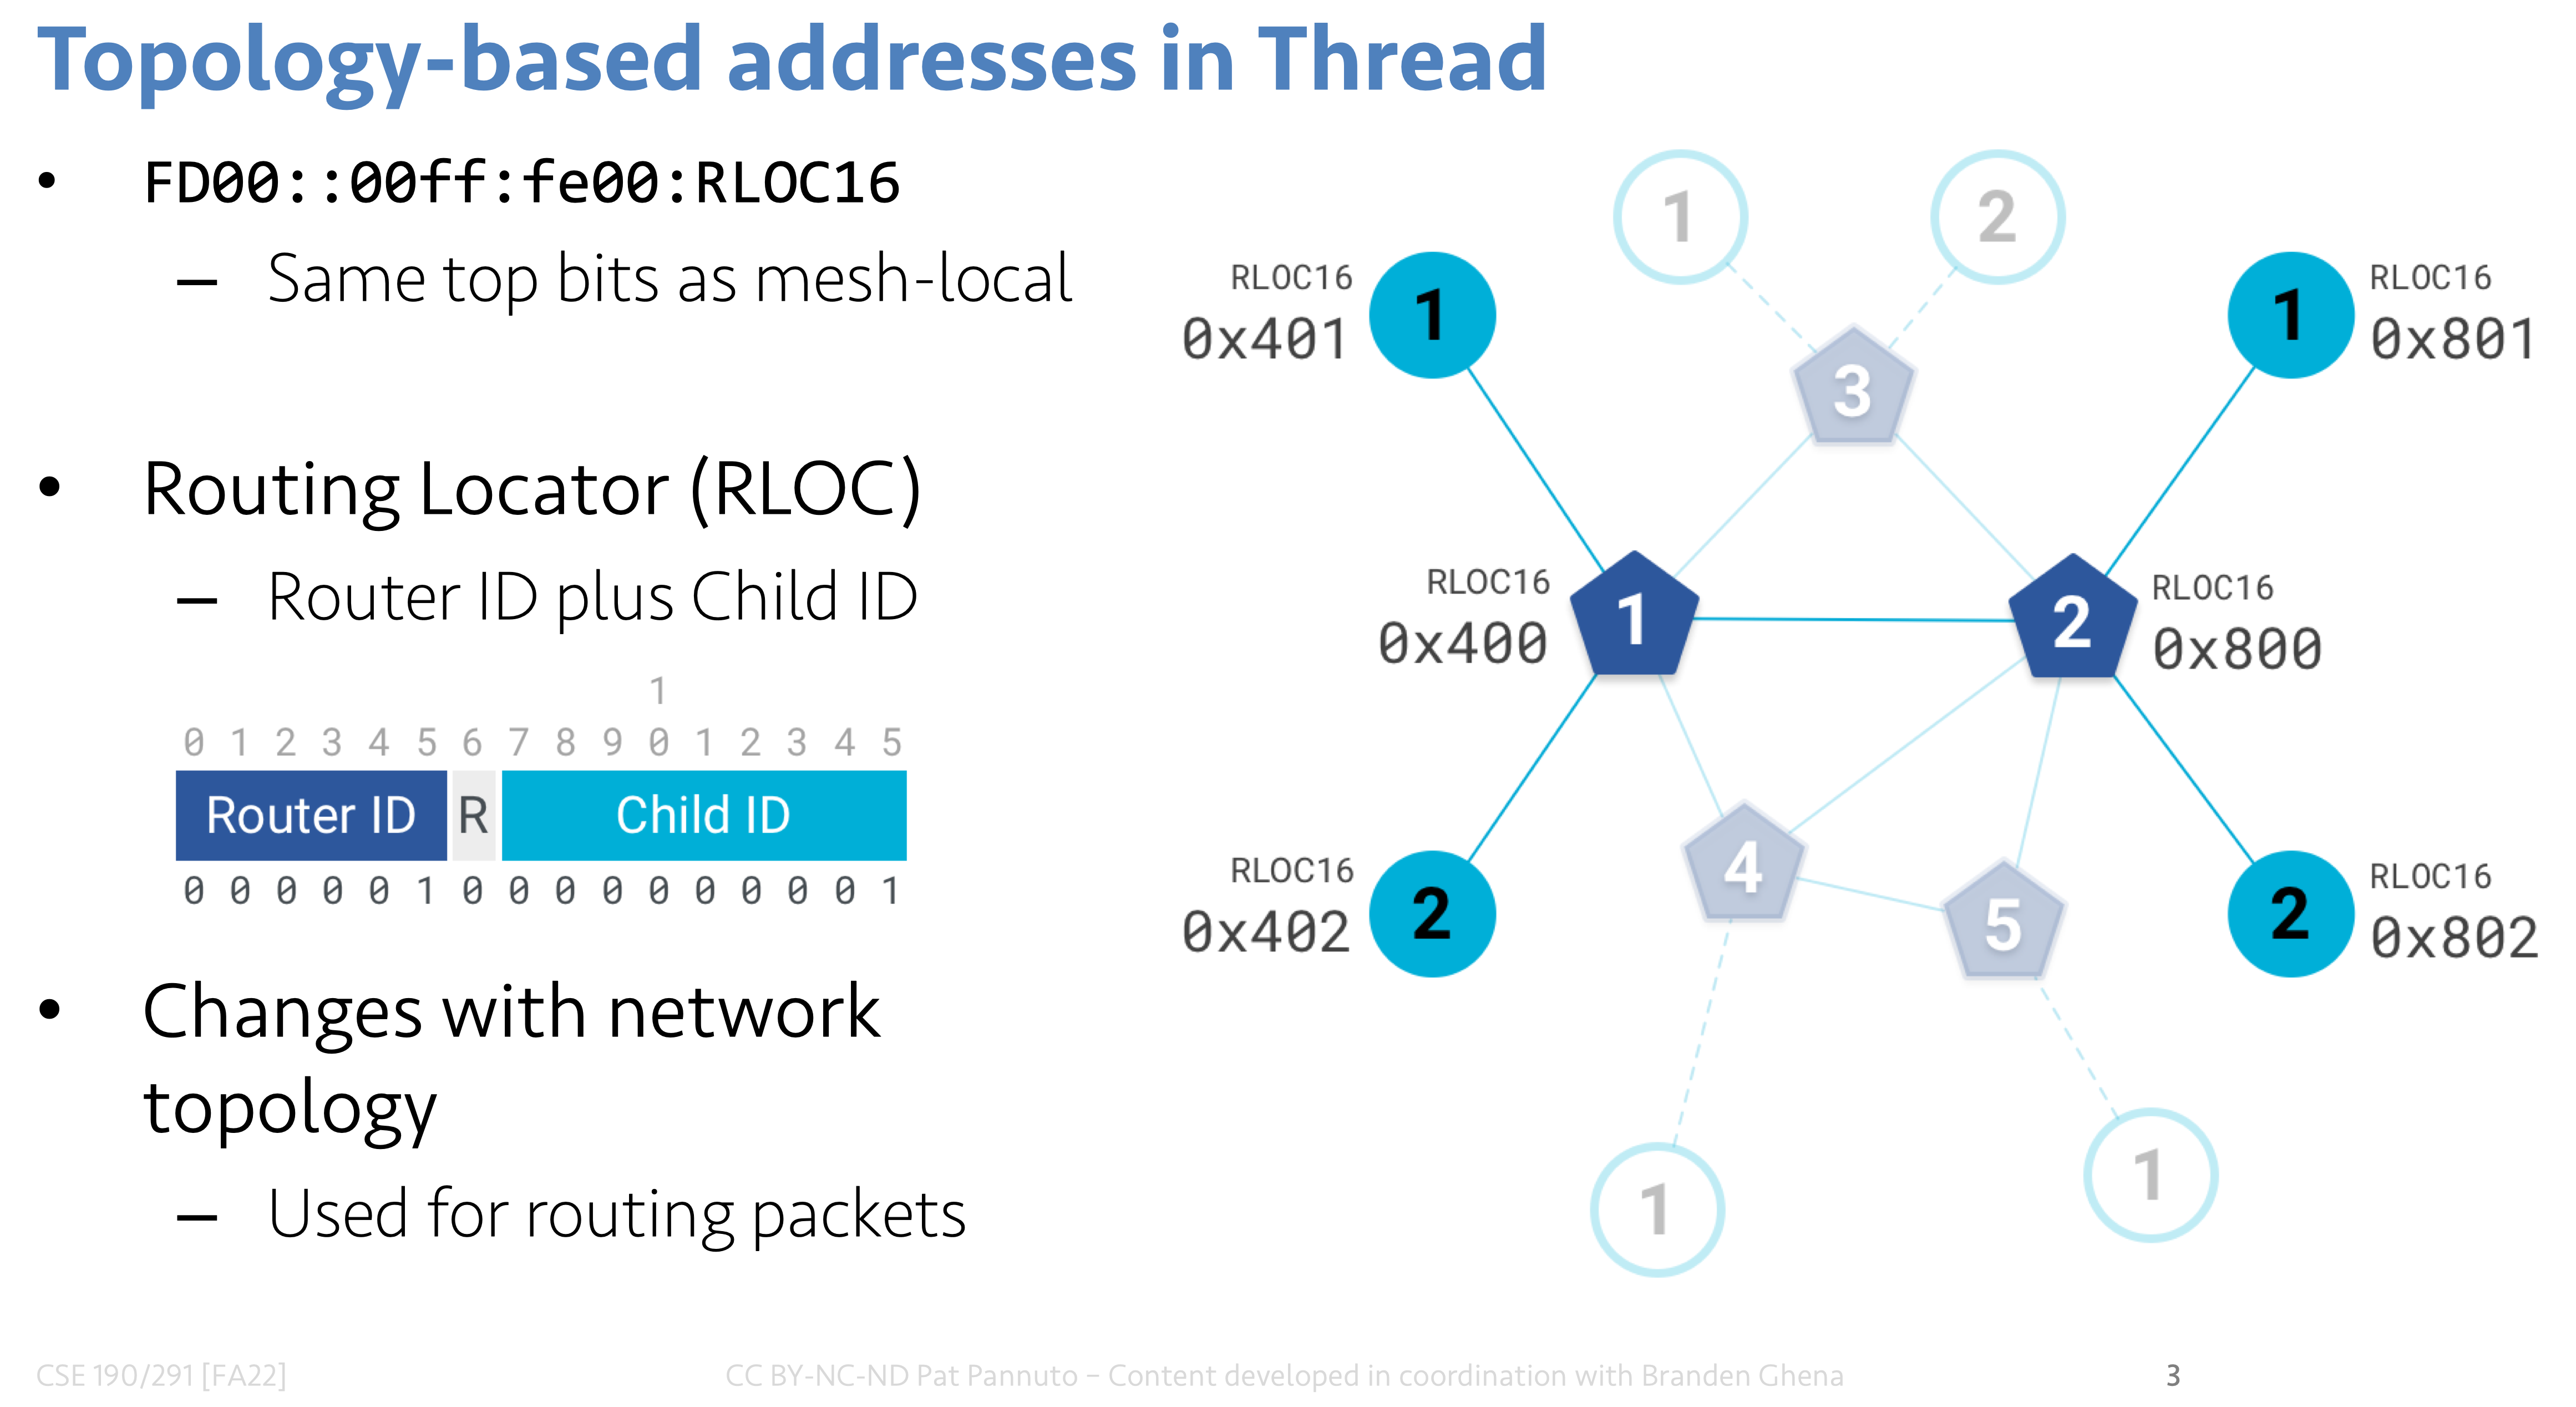 Topology-based addresses in Thread
• FD00::00ff:fe00:RLOC16
– Same top bits as mesh-local
• Routing Locator (RLOC)
– Router ID plus Child ID
1
0 1 2 3 4 5 6 7 8 9 0 1 2 3 4 5
Router ID R Child ID
0 0 0 0 0 1 0 0 0 0 0 0 0 0 0 1
• Changes with network
topology
– Used for routing packets
1 2
RLOC16
0x401
1
1
RLOC16
0x801
3
RLOC16
0x400
1
2
RLOC16
0x800
4
5
RLOC16
0x402
2
2
RLOC16
0x802
1
1
CSE 190/291 [FA22]
CC BY-NC-ND Pat Pannuto – Content developed in coordination with Branden Ghena
3